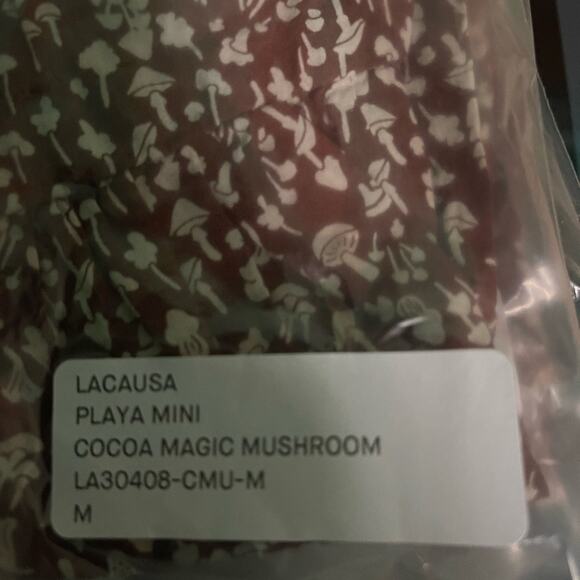 LACAUSA
PLAYA MINI
COCOA MAGIC MUSHROOM
LA30408-CMU-M
M